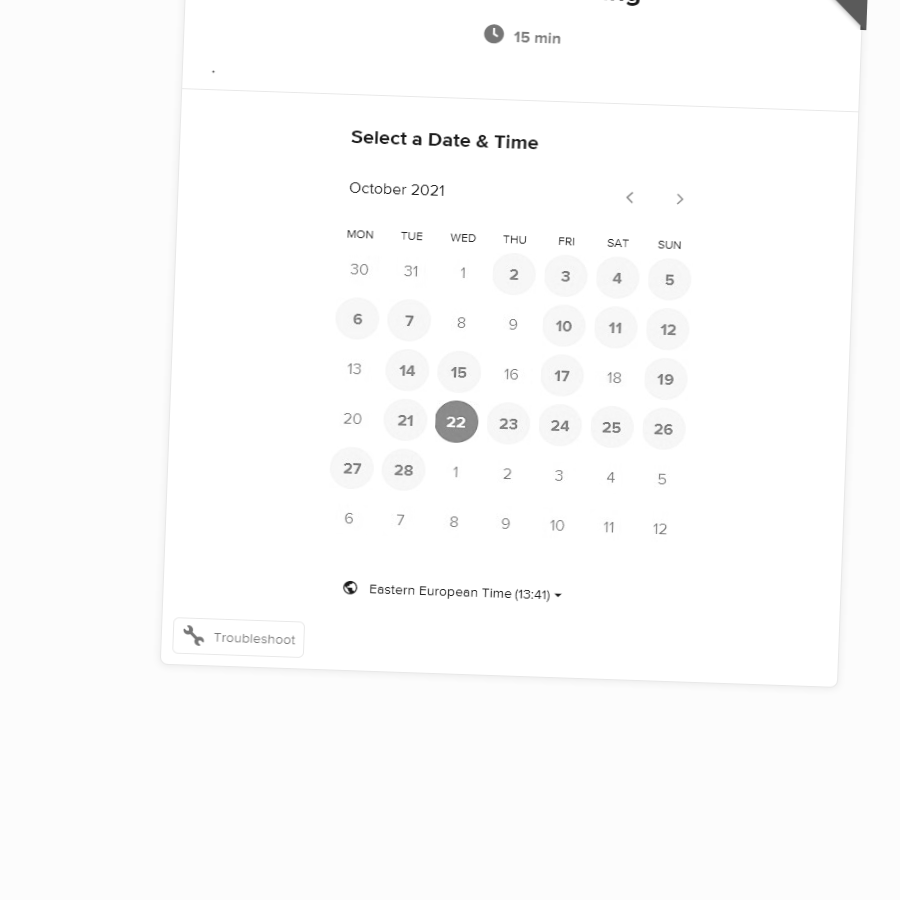 15 min
.
Select a Date & Time
October 2021
MON TUE WED THU FRI SAT SUN
30 31 1 2 3 4 5
6 7 8 9 10 11 12
13 14 15 16 17 18 19
20 21 22 23 24 25 26
27 28 1 2 3 4 5
6 7 8 9 10 11 12
Eastern European Time (13:41)
Troubleshoot